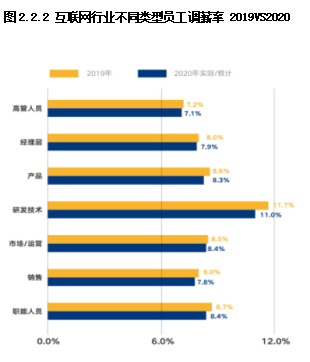 图2.2.2 互联网行业不同类型员工调薪率 2019VS2020
2019年 2020年实际/预计
高管人员 7.2%
7.1%
经理层 8.0%
7.9%
产品 8.6%
8.3%
研发技术 11.7%
11.0%
市场/运营 8.5%
8.4%
销售 8.0%
7.8%
职能人员 8.7%
8.4%
0.0% 6.0% 12.0%